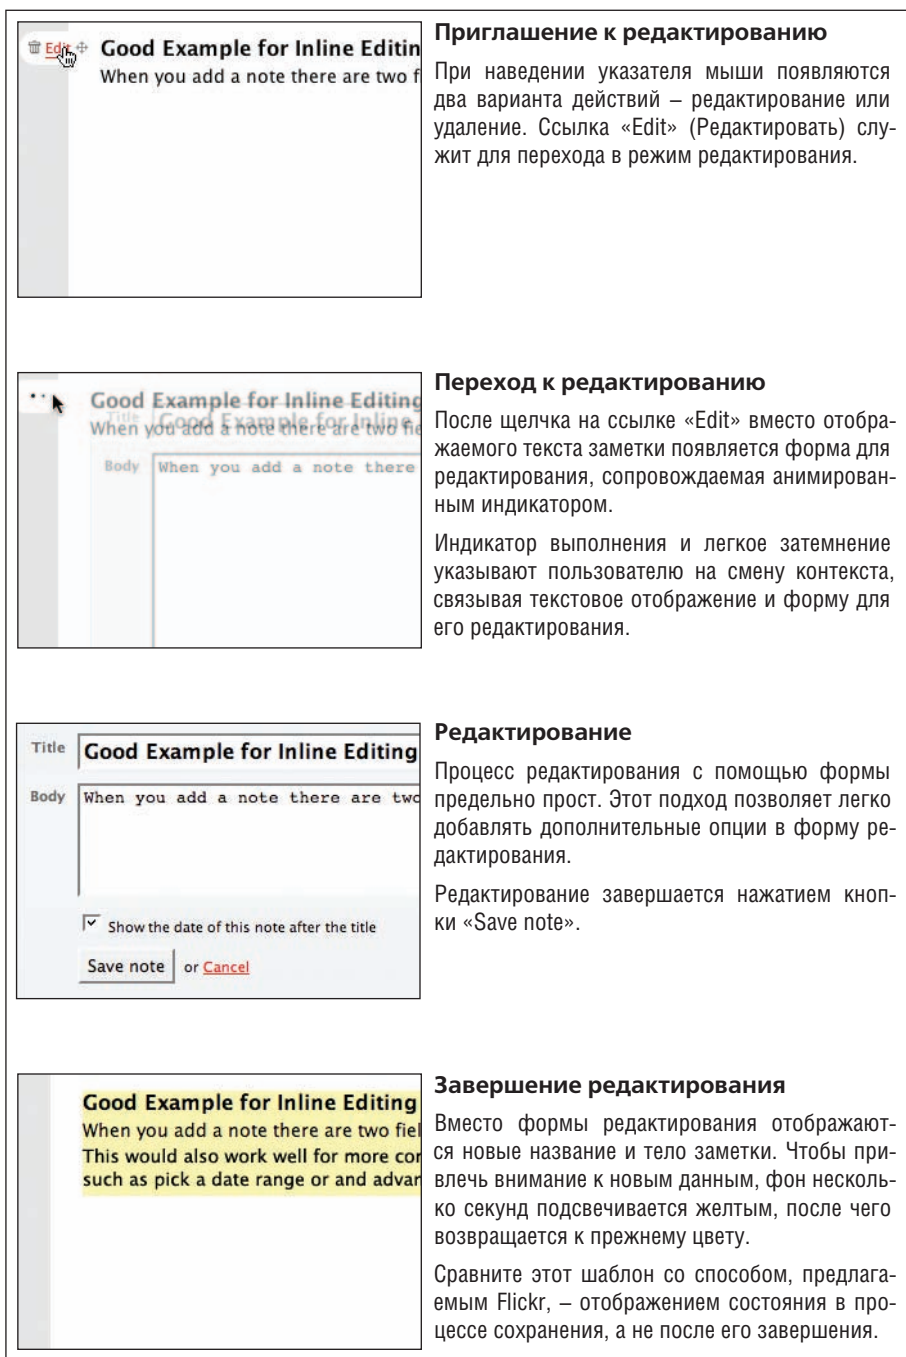 Edit Good Example for Inline Editin
When you add a note there are two f
Приглашение к редактированию
При наведении указателя мыши появляются
два варианта действий – редактирование или
удаление. Ссылка «Edit» (Редактировать) слу-
жит для перехода в режим редактирования.
Good Example for Inline Editing
Title Good Example for Inline
When you add a note there are two fie
Body When you add a note there
Переход к редактированию
После щелчка на ссылке «Edit» вместо отобра-
жаемого текста заметки появляется форма для
редактирования, сопровождаемая анимирован-
ным индикатором.
Индикатор выполнения и легкое затемнение
указывают пользователю на смену контекста,
связывая текстовое отображение и форму для
его редактирования.
Title Good Example for Inline Editing
Body When you add a note there are two
Show the date of this note after the title
Save note or Cancel
Редактирование
Процесс редактирования с помощью формы
предельно прост. Этот подход позволяет легко
добавлять дополнительные опции в форму ре-
дактирования.
Редактирование завершается нажатием кноп-
ки «Save note».
Good Example for Inline Editing
When you add a note there are two fiel
This would also work well for more cor
such as pick a date range or and advar
Завершение редактирования
Вместо формы редактирования отображают-
ся новые название и тело заметки. Чтобы при-
влечь внимание к новым данным, фон несколь-
ко секунд подсвечивается желтым, после чего
возвращается к прежнему цвету.
Сравните этот шаблон со способом, предлага-
емым Flickr, – отображением состояния в про-
цессе сохранения, а не после его завершения.